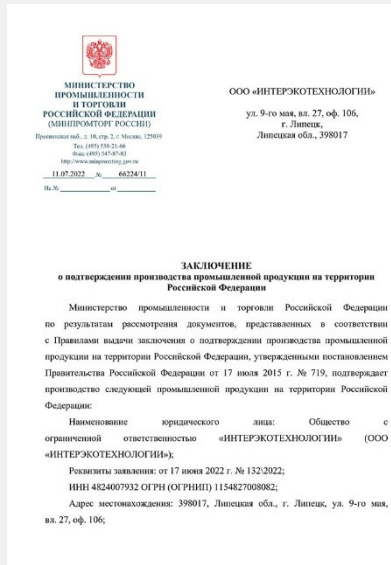 МИНИСТЕРСТВО
ПРОМЫШЛЕННОСТИ
И ТОРГОВЛИ
РОССИЙСКОЙ ФЕДЕРАЦИИ
(МИНПРОМТОРГ РОССИИ)
Пресненская наб., д. 10, стр. 2, г. Москва, 125039
Тел. (495) 539-21-66
Факс (495) 547-87-83
http://www.minpromtorg.gov.ru
11.07.2022 № 66224/11
На № от
ООО «ИНТЕРЭКОТЕХНОЛОГИИ»
ул. 9-го мая, вл. 27, оф. 106,
г. Липецк,
Липецкая обл., 398017
ЗАКЛЮЧЕНИЕ
о подтверждении производства промышленной продукции на территории
Российской Федерации
Министерство промышленности и торговли Российской Федерации
по результатам рассмотрения документов, представленных в соответствии
с Правилами выдачи заключения о подтверждении производства промышленной
продукции на территории Российской Федерации, утвержденными постановлением
Правительства Российской Федерации от 17 июля 2015 г. № 719, подтверждает
производство следующей промышленной продукции на территории Российской
Федерации:
Наименование юридического лица: Общество с
ограниченной ответственностью «ИНТЕРЭКОТЕХНОЛОГИИ» (ООО
«ИНТЕРЭКОТЕХНОЛОГИИ»);
Реквизиты заявления: от 17 июня 2022 г. № 132\2022;
ИНН 4824007932 ОГРН (ОГРНИП) 1154827008082;
Адрес местонахождения: 398017, Липецкая обл., г. Липецк, ул. 9-го мая,
вл. 27, оф. 106;